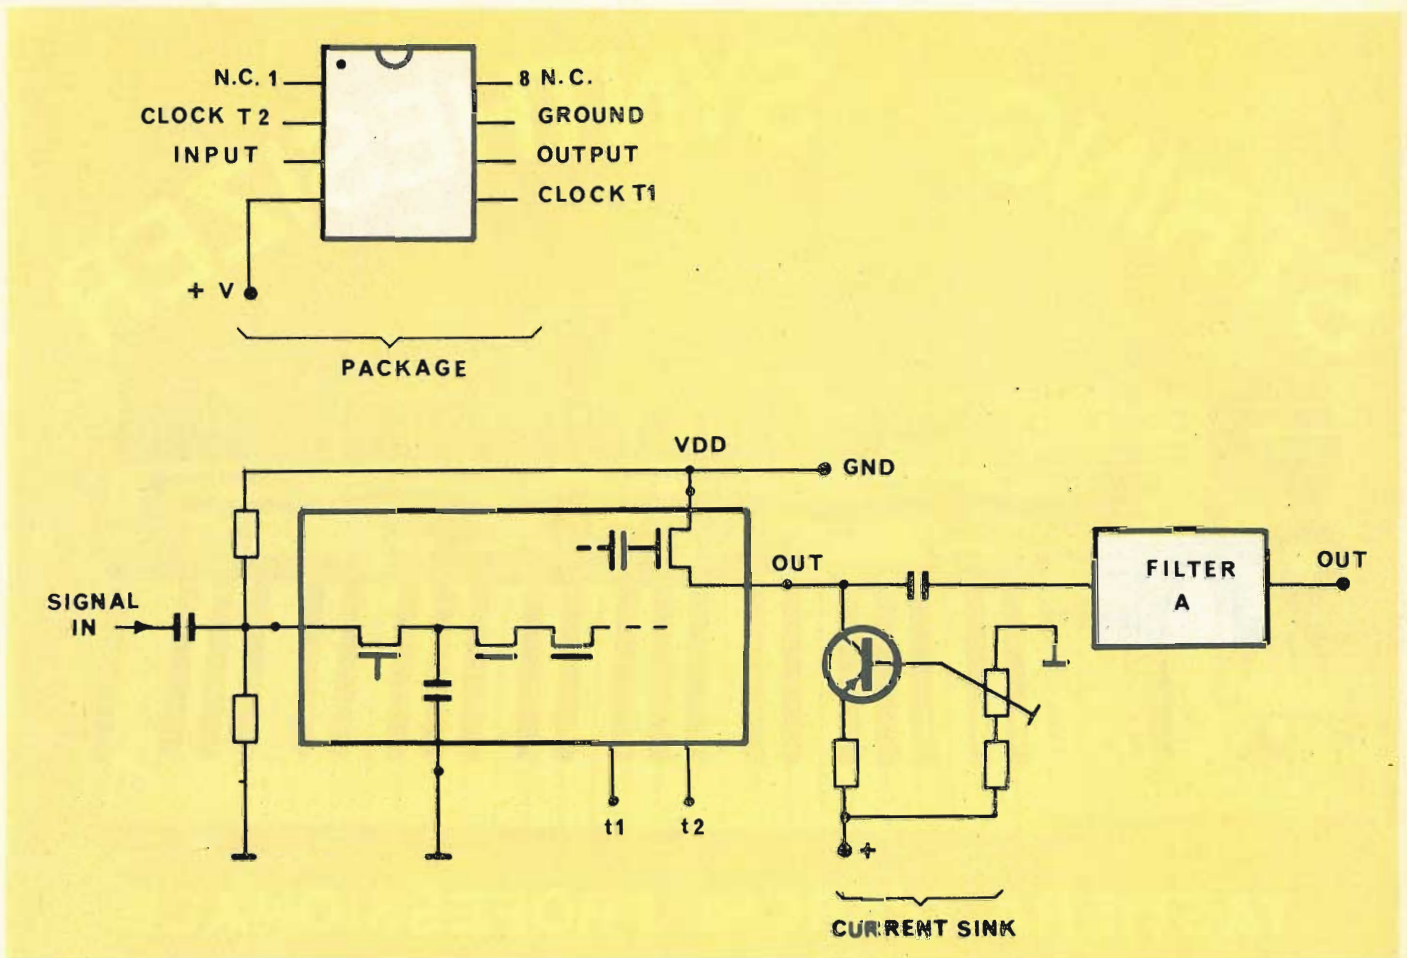 N.C. 1
8 N.C.
CLOCK T2
GROUND
INPUT
OUTPUT
CLOCK T1
+ V
PACKAGE
VDD
GND
OUT
FILTER
A
OUT
SIGNAL
IN
t1
t2
+
CURRENT SINK